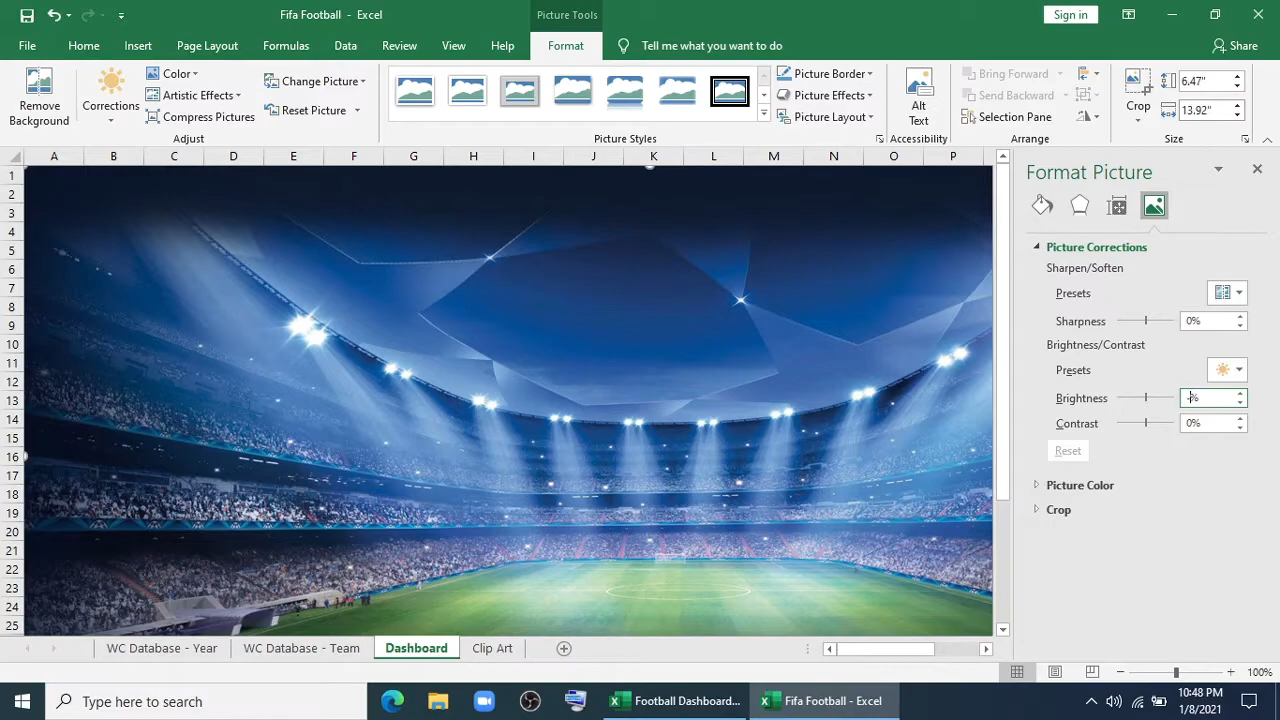 Fifa Football - Excel
Picture Tools
Sign in
File
Home
Insert
Page Layout
Formulas
Data
Review
View
Help
Format
Tell me what you want to do
Share
Remove Background
Corrections
Color
Artistic Effects
Compress Pictures
Change Picture
Reset Picture
Adjust
Picture Styles
Picture Border
Picture Effects
Picture Layout
Alt Text
Accessibility
Bring Forward
Send Backward
Selection Pane
Arrange
Crop
6.47"
13.92"
Size
A B C D E F G H I J K L M N O P
1
2
3
4
5
6
7
8
9
10
11
12
13
14
15
16
17
18
19
20
21
22
23
24
25
Format Picture
Picture Corrections
Sharpen/Soften
Presets
Sharpness 0%
Brightness/Contrast
Presets
Brightness -%
Contrast 0%
Reset
Picture Color
Crop
WC Database - Year
WC Database - Team
Dashboard
Clip Art
100%
Type here to search
Football Dashboard...
Fifa Football - Excel
10:48 PM
1/8/2021